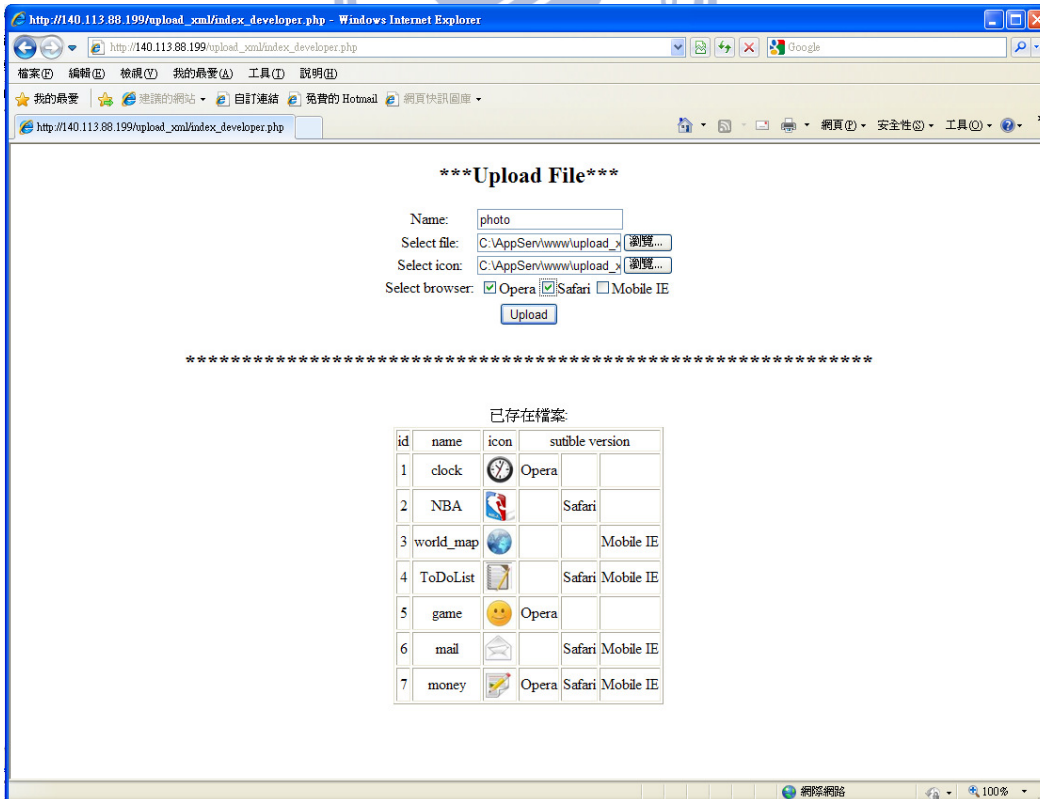 http://140.113.88.199/upload_xml/index_developer.php - Windows Internet Explorer
http://140.113.88.199/upload_xml/index_developer.php
Google
檔案(F) 編輯(E) 檢視(V) 我的最愛(A) 工具(T) 說明(H)
我的最愛 建議的網站 自訂連結 免費的 Hotmail 網頁快訊圖庫
http://140.113.88.199/upload_xml/index_developer.php
網頁(P) 安全性(S) 工具(O)
***Upload File***
Name: photo
Select file: C:\AppServ\www\upload_x 瀏覽...
Select icon: C:\AppServ\www\upload_x 瀏覽...
Select browser: Opera Safari Mobile IE
Upload
*************************************************************
已存在檔案:
id name icon sutible version
1 clock Opera
2 NBA Safari
3 world_map Mobile IE
4 ToDoList Safari Mobile IE
5 game Opera
6 mail Safari Mobile IE
7 money Opera Safari Mobile IE
網際網路 100%